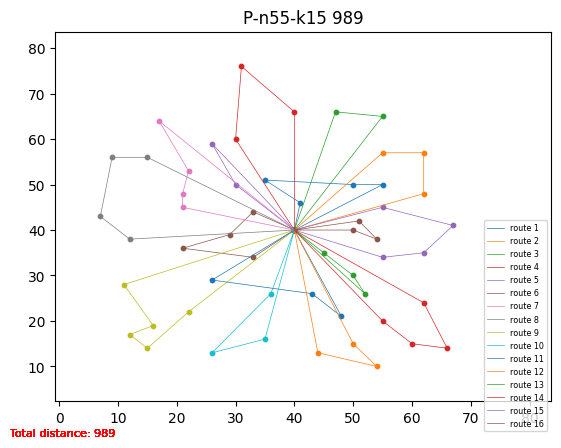 P-n55-k15 989
80
70
60
50
40
30
20
10
0 10 20 30 40 50 60 70 80
route 1
route 2
route 3
route 4
route 5
route 6
route 7
route 8
route 9
route 10
route 11
route 12
route 13
route 14
route 15
route 16
Total distance: 989